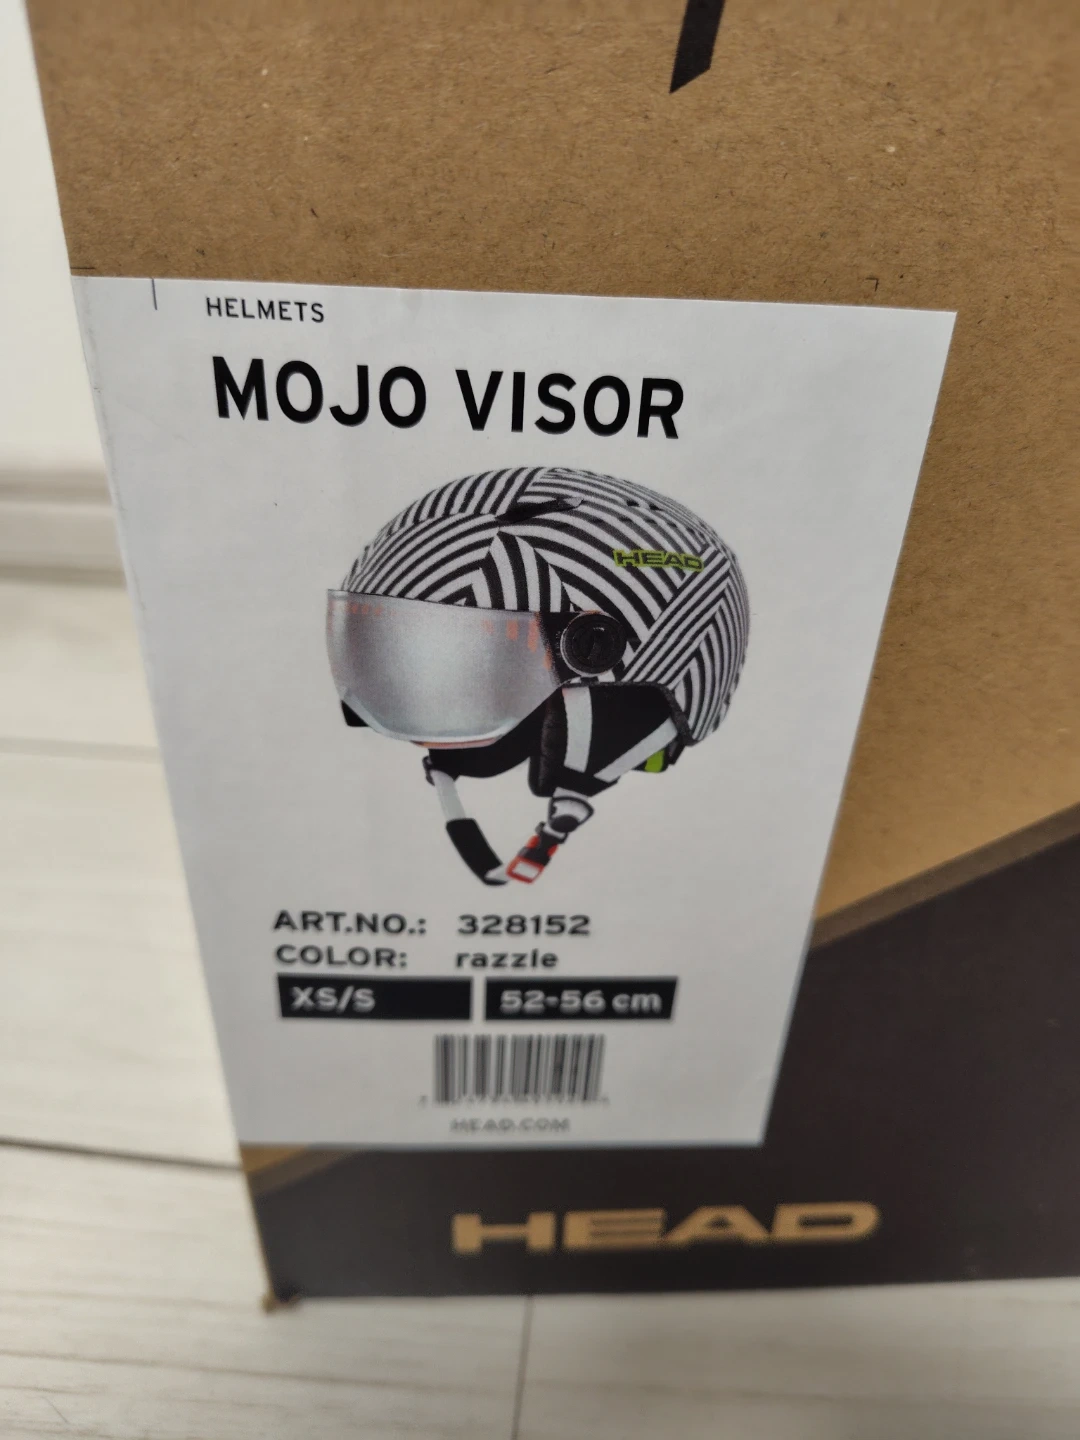 HELMETS
MOJO VISOR
HEAD
ART.NO.: 328152
COLOR: razzle
XS/S 52-56 cm
HEAD.COM
HEAD